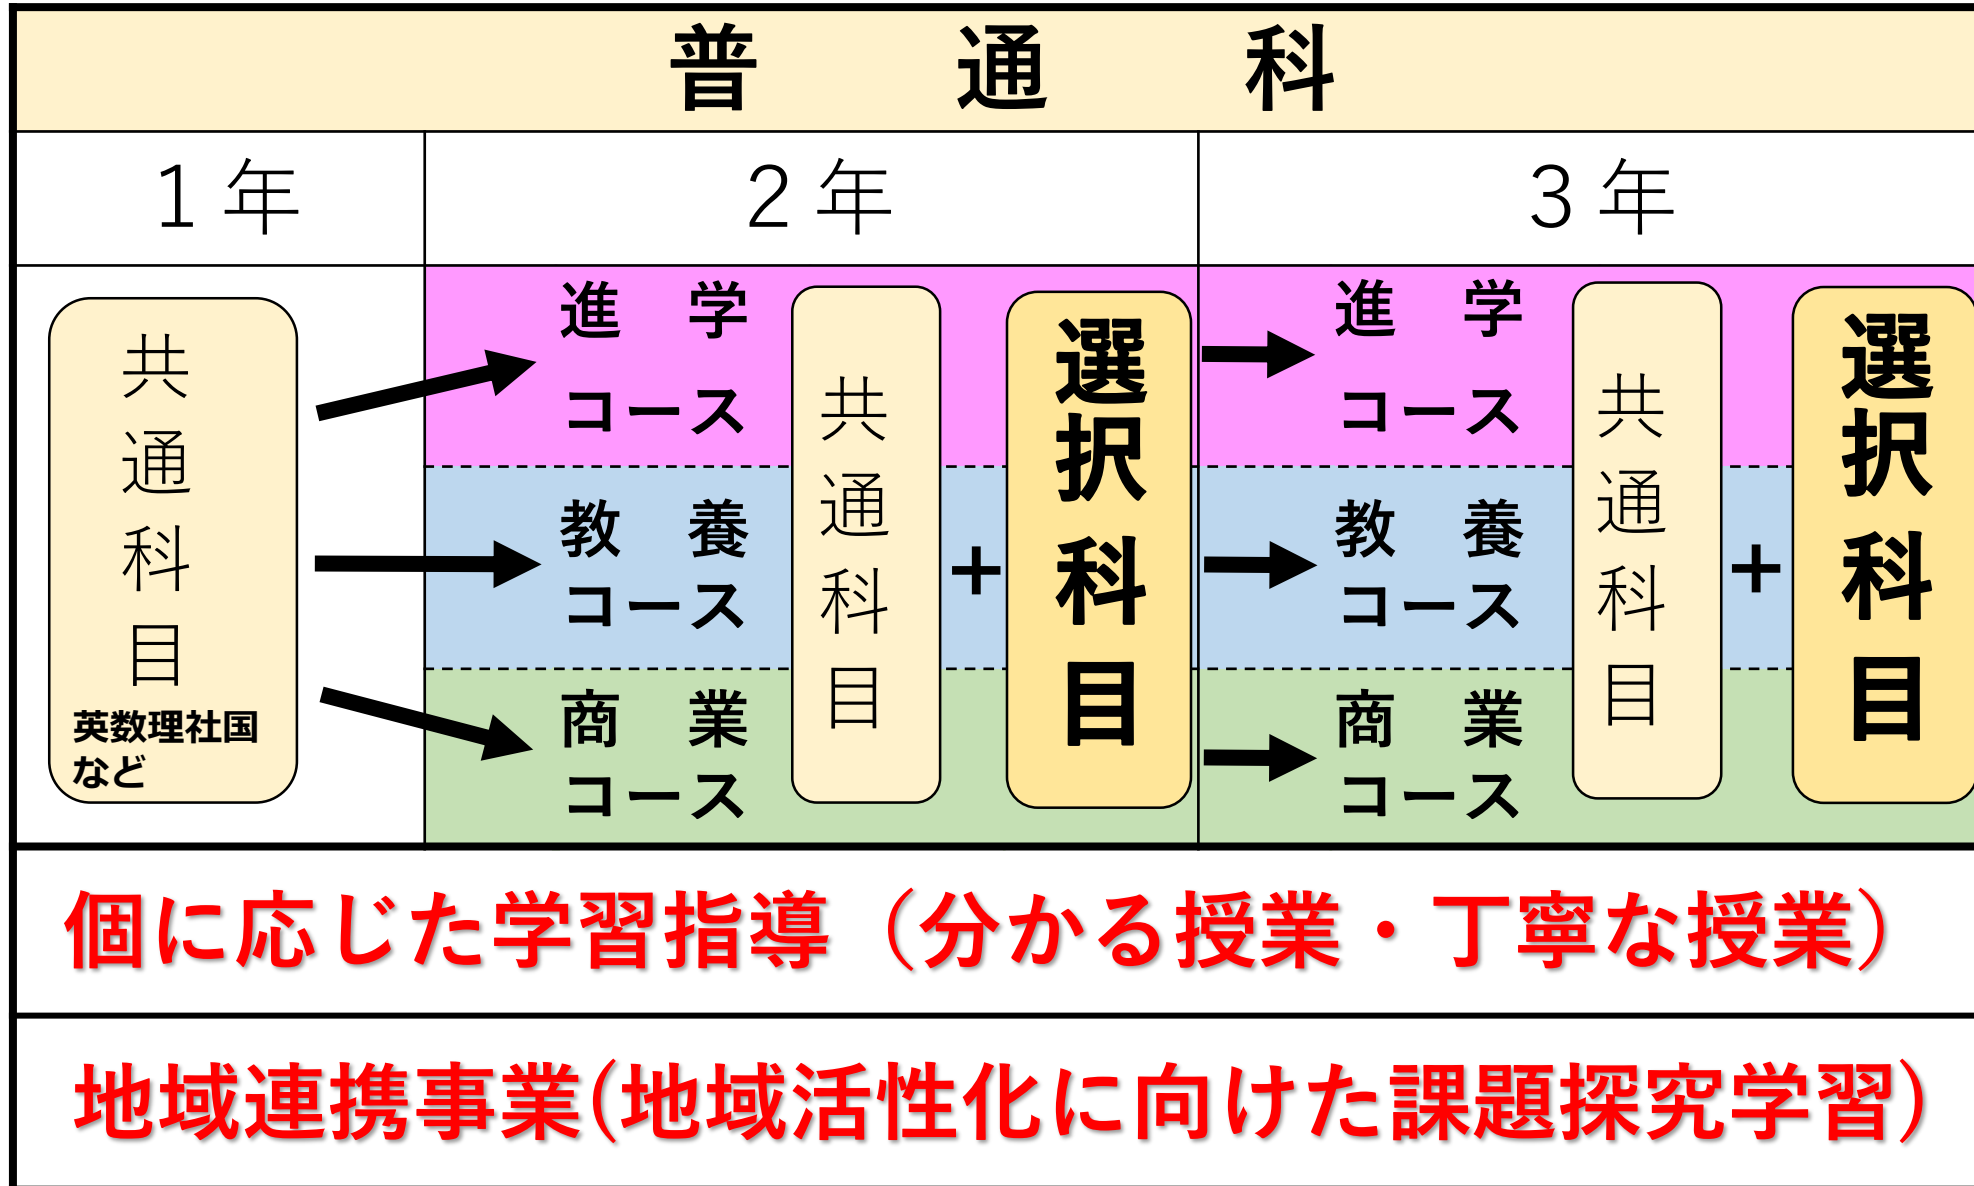 普通科
1年
2年
3年
共通科目
英数理社国
など
進学
コース
教養
コース
商業
コース
共通科目
+
選択科目
進学
コース
教養
コース
商業
コース
共通科目
+
選択科目
個に応じた学習指導（分かる授業・丁寧な授業）
地域連携事業(地域活性化に向けた課題探究学習)